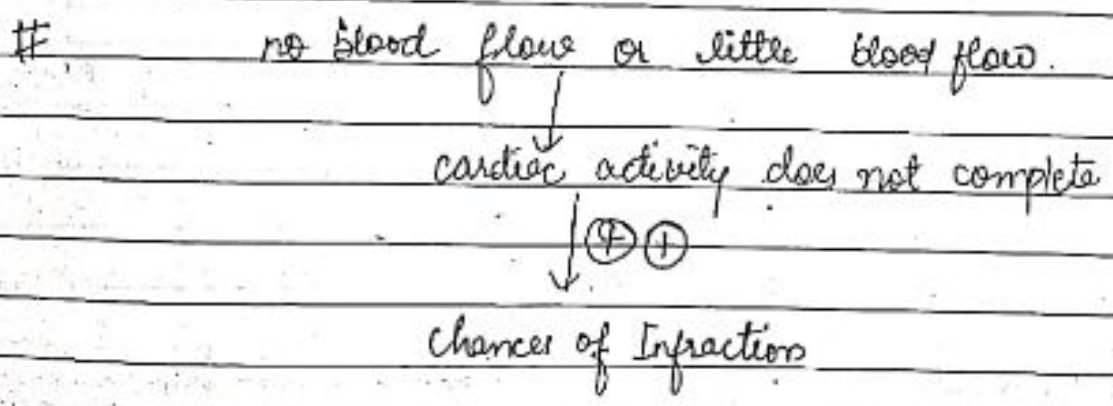 # no blood flow or little blood flow.
↓
cardiac activity does not complete
↓ ⊕ ⊕
Chances of Infraction